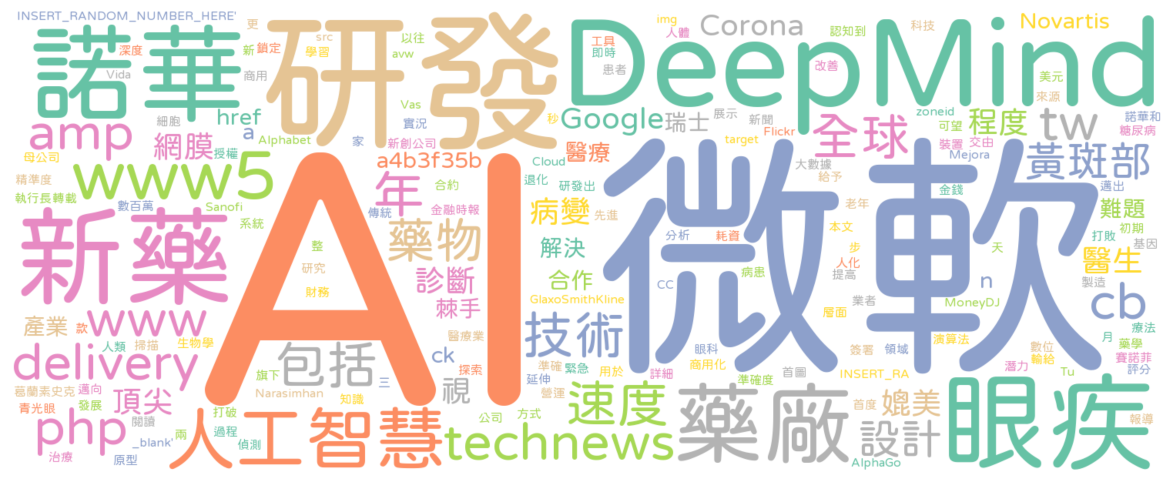 INSERT_RANDOM_NUMBER_HERE'
諾華
研發
DeepMind
Corona
Novartis
img
人體
認知到
科技
更
新
鎖定
src
學習
以往
avw
工具
即時
患者
改善
美元
來源
深度
Vida
商用
細胞
href
a
授權
Alphabet
家
Vas
實況
新創公司
秒
Google
瑞士
展示
新聞
target
Flickr
全球
zoneid
可望
裝置
交由
程度
tw
諾華和
糖尿病
Mejora
黃斑部
amp
網膜
母公司
www5
精準度
執行長
轉載
數百萬
Sanofi
系統
傳統
a4b3f35b
年
合約
金融時報
醫療
Cloud
退化
研發出
大數據
給予
病變
先進
AI
微軟
金錢
邁出
難題
老年
本文
步
人化
提高
分析
耗資
打敗
初期
基因
醫生
天
製造
新藥
整
研究
財務
藥物
診斷
棘手
解決
合作
GlaxoSmithKline
cc
病患
業者
層面
n
MoneyDJ
cb
療法
月
藥學
www
產業
款
人類
掃描
生物學
醫療業
ck
探索
技術
準確
延伸
緊急
眼科
商用化
簽署
領域
演算法
數位
輸給
賽諾菲
評分
潛力
Tu
delivery
包括
旗下
三
視
營運
用於
詳細
首圖
準確度
INSERT_RA
葛蘭素史克
邁向
發展
頂尖
青光眼
閱讀
Narasimhan
知識
打破
兩
過程
偵測
php
_blank'
治療
原型
人工智慧
公司
方式
technews
速度
藥廠
首度
媲美
設計
AlphaGo
眼疾
報導